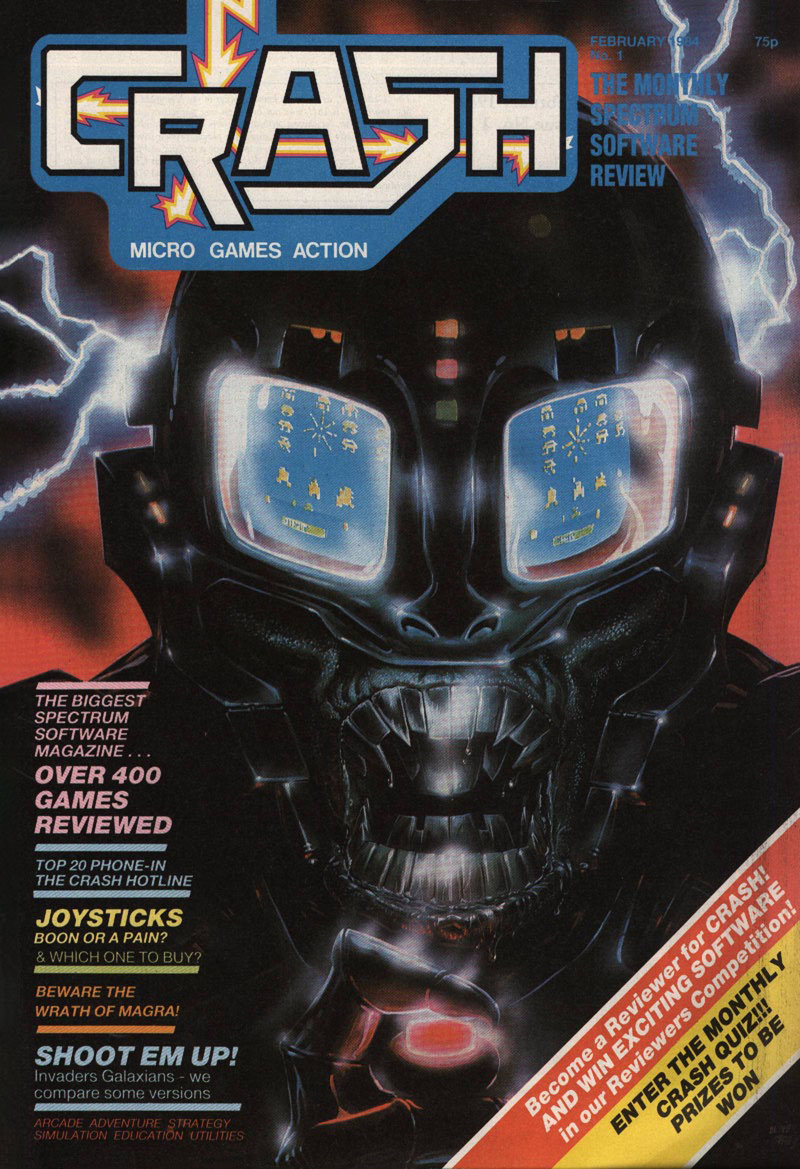 CRASH
MICRO GAMES ACTION
FEBRUARY 1984 75p
No. 1
THE MONTHLY
SPECTRUM
SOFTWARE
REVIEW
THE BIGGEST
SPECTRUM
SOFTWARE
MAGAZINE . . .
OVER 400
GAMES
REVIEWED
TOP 20 PHONE-IN
THE CRASH HOTLINE
JOYSTICKS
BOON OR A PAIN?
& WHICH ONE TO BUY?
BEWARE THE
WRATH OF MAGRA!
SHOOT EM UP!
Invaders Galaxians - we
compare some versions
ARCADE ADVENTURE STRATEGY
SIMULATION EDUCATION UTILITIES
Become a Reviewer for CRASH!
AND WIN EXCITING SOFTWARE
in our Reviewers Competition!
ENTER THE MONTHLY
CRASH QUIZ!!!
PRIZES TO BE
WON